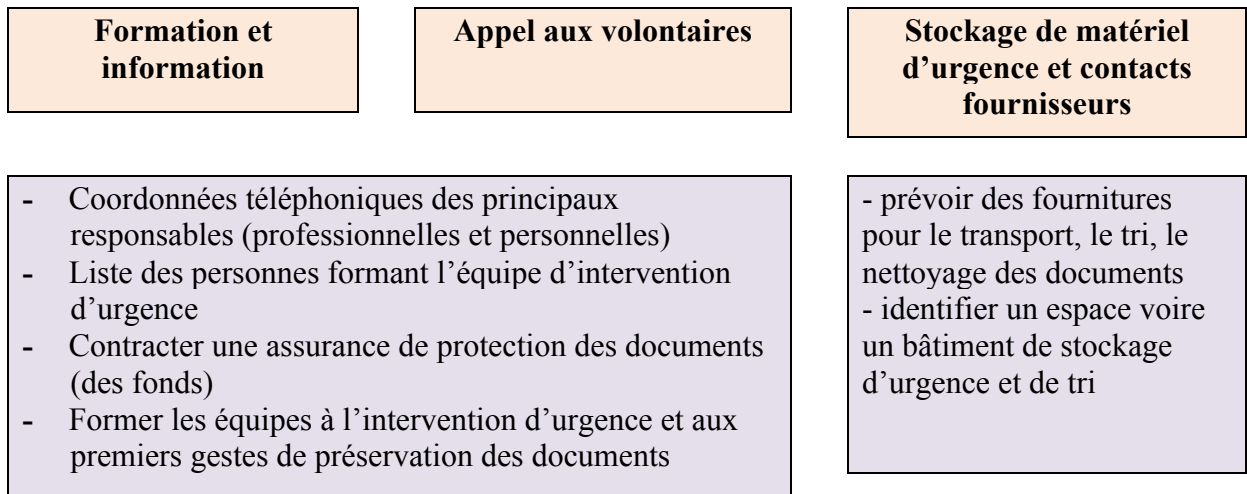 Formation et
information
Appel aux volontaires
Stockage de matériel
d’urgence et contacts
fournisseurs
- Coordonnées téléphoniques des principaux
responsables (professionnelles et personnelles)
- Liste des personnes formant l’équipe d’intervention
d’urgence
- Contracter une assurance de protection des documents
(des fonds)
- Former les équipes à l’intervention d’urgence et aux
premiers gestes de préservation des documents
- prévoir des fournitures
pour le transport, le tri, le
nettoyage des documents
- identifier un espace voire
un bâtiment de stockage
d’urgence et de tri